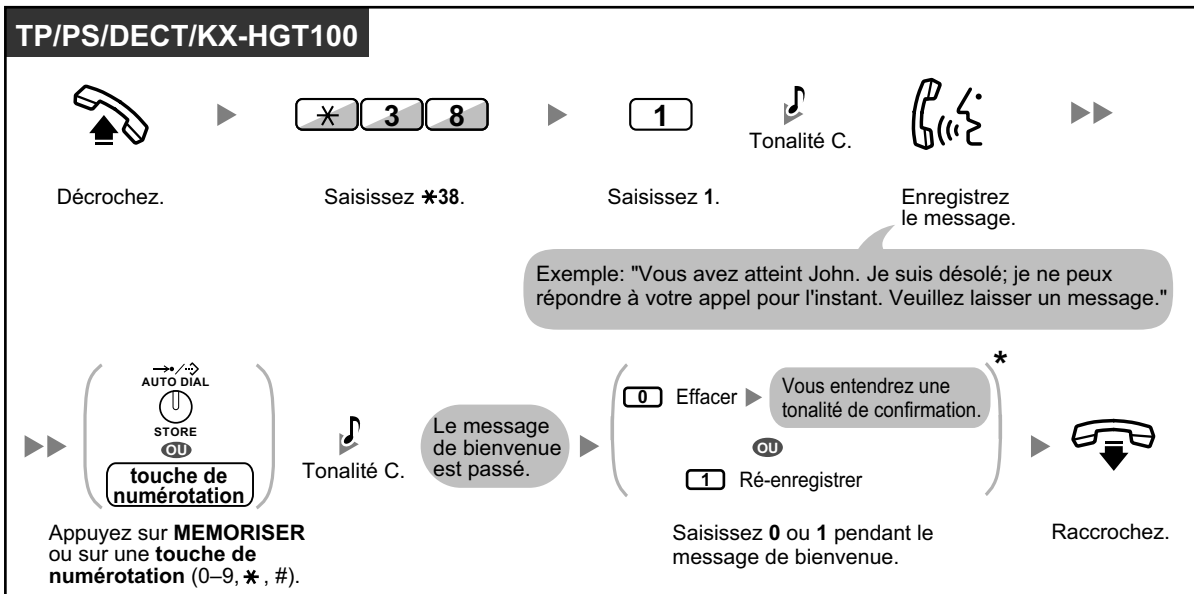 TP/PS/DECT/KX-HGT100
✳ 3 8
1
Tonalité C.
Décrochez.
Saisissez ✳38.
Saisissez 1.
Enregistrez
le message.
Exemple: "Vous avez atteint John. Je suis désolé; je ne peux
répondre à votre appel pour l'instant. Veuillez laisser un message."
AUTO DIAL
STORE
OU
touche de
numérotation
Tonalité C.
Le message
de bienvenue
est passé.
*
0 Effacer
Vous entendrez une
tonalité de confirmation.
OU
1 Ré-enregistrer
Appuyez sur MEMORISER
ou sur une touche de
numérotation (0–9, ✳ , #).
Saisissez 0 ou 1 pendant le
message de bienvenue.
Raccrochez.